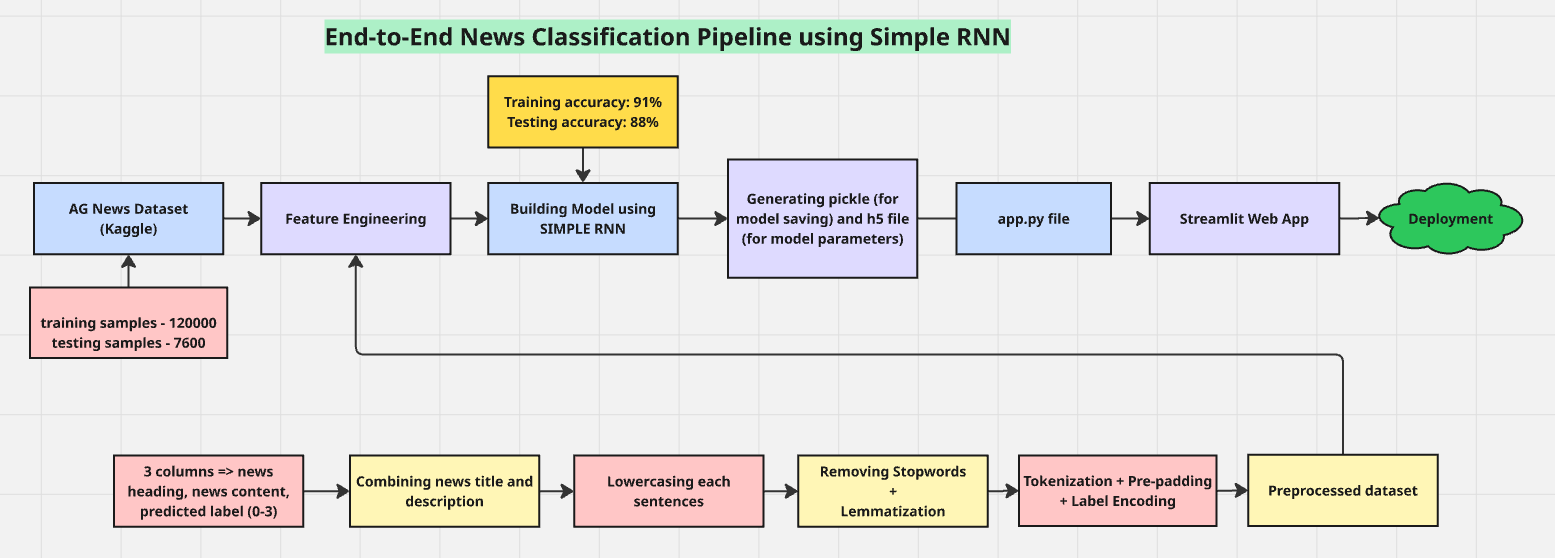 End-to-End News Classification Pipeline using Simple RNN
Training accuracy: 91%
Testing accuracy: 88%
AG News Dataset
(Kaggle)
Feature Engineering
Building Model using
SIMPLE RNN
Generating pickle (for
model saving) and h5 file
(for model parameters)
app.py file
Streamlit Web App
Deployment
training samples - 120000
testing samples - 7600
3 columns => news
heading, news content,
predicted label (0-3)
Combining news title and
description
Lowercasing each
sentences
Removing Stopwords
+
Lemmatization
Tokenization + Pre-padding
+ Label Encoding
Preprocessed dataset